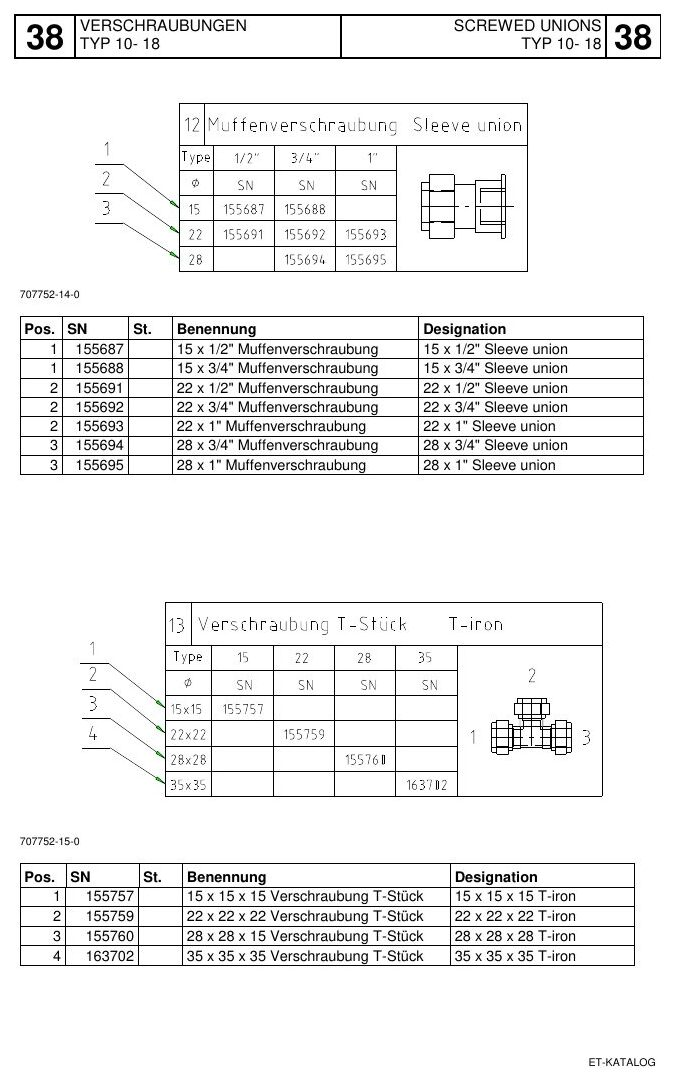 38 VERSCHRAUBUNGEN SCREWED UNIONS 38
TYP 10- 18 TYP 10- 18
12 Muffenverschraubung Sleeve union
1 Type 1/2" 3/4" 1"
2 ø SN SN SN
3 15 155687 155688
22 155691 155692 155693
28 155694 155695
707752-14-0
Pos. SN St. Benennung Designation
1 155687 15 x 1/2" Muffenverschraubung 15 x 1/2" Sleeve union
1 155688 15 x 3/4" Muffenverschraubung 15 x 3/4" Sleeve union
2 155691 22 x 1/2" Muffenverschraubung 22 x 1/2" Sleeve union
2 155692 22 x 3/4" Muffenverschraubung 22 x 3/4" Sleeve union
2 155693 22 x 1" Muffenverschraubung 22 x 1" Sleeve union
3 155694 28 x 3/4" Muffenverschraubung 28 x 3/4" Sleeve union
3 155695 28 x 1" Muffenverschraubung 28 x 1" Sleeve union
13 Verschraubung T-Stück T-iron
1 Type 15 22 28 35
2 ø SN SN SN SN 2
3 15x15 155757
4 22x22 155759 1 3
28x28 155760
35x35 163702
707752-15-0
Pos. SN St. Benennung Designation
1 155757 15 x 15 x 15 Verschraubung T-Stück 15 x 15 x 15 T-iron
2 155759 22 x 22 x 22 Verschraubung T-Stück 22 x 22 x 22 T-iron
3 155760 28 x 28 x 15 Verschraubung T-Stück 28 x 28 x 28 T-iron
4 163702 35 x 35 x 35 Verschraubung T-Stück 35 x 35 x 35 T-iron
ET-KATALOG